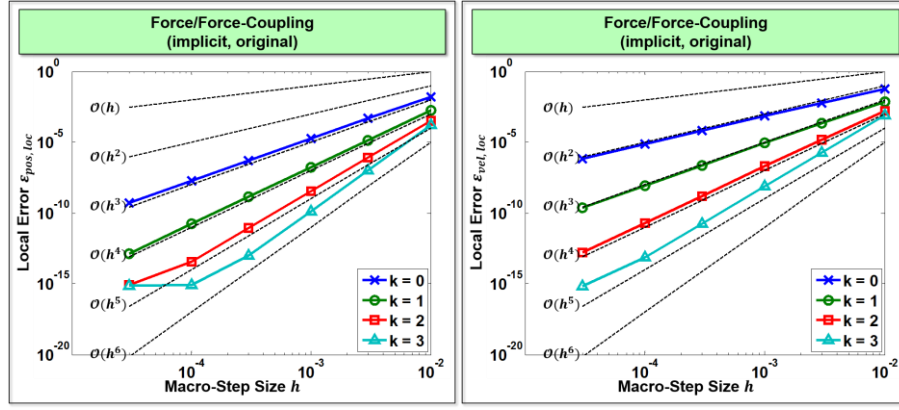 Force/Force-Coupling
(implicit, original)
Local Error ε_pos,loc
10^0
10^-5
10^-10
10^-15
10^-20
O(h)
O(h^2)
O(h^3)
O(h^4)
O(h^5)
O(h^6)
k = 0
k = 1
k = 2
k = 3
10^-4
10^-3
10^-2
Macro-Step Size h
Force/Force-Coupling
(implicit, original)
Local Error ε_vel,loc
10^0
10^-5
10^-10
10^-15
10^-20
O(h)
O(h^2)
O(h^3)
O(h^4)
O(h^5)
O(h^6)
k = 0
k = 1
k = 2
k = 3
10^-4
10^-3
10^-2
Macro-Step Size h